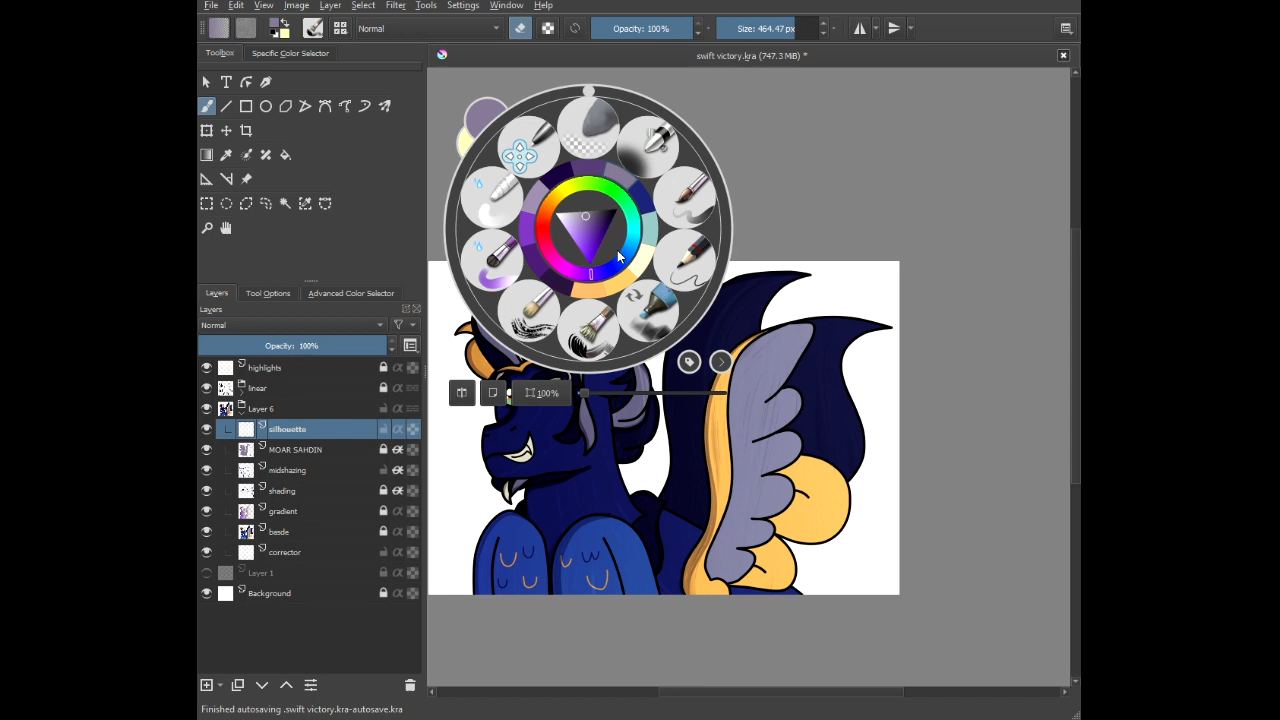 File Edit View Image Layer Select Filter Tools Settings Window Help
Normal
Opacity: 100%
Size: 464.47 px
Toolbox
Specific Color Selector
swift victory.kra (747.3 MiB) *
100%
Layers
Tool Options
Advanced Color Selector
Layers
Normal
Opacity: 100%
highlights
linear
Layer 6
silhouette
MOAR SAHDIN
midshazing
shading
gradient
basde
corrector
Layer 1
Background
Finished autosaving .swift victory.kra-autosave.kra